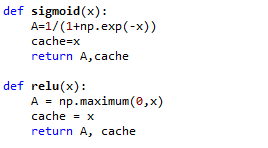 def sigmoid(x):
    A=1/(1+np.exp(-x))
    cache=x
    return A,cache

def relu(x):
    A = np.maximum(0,x)
    cache = x
    return A, cache